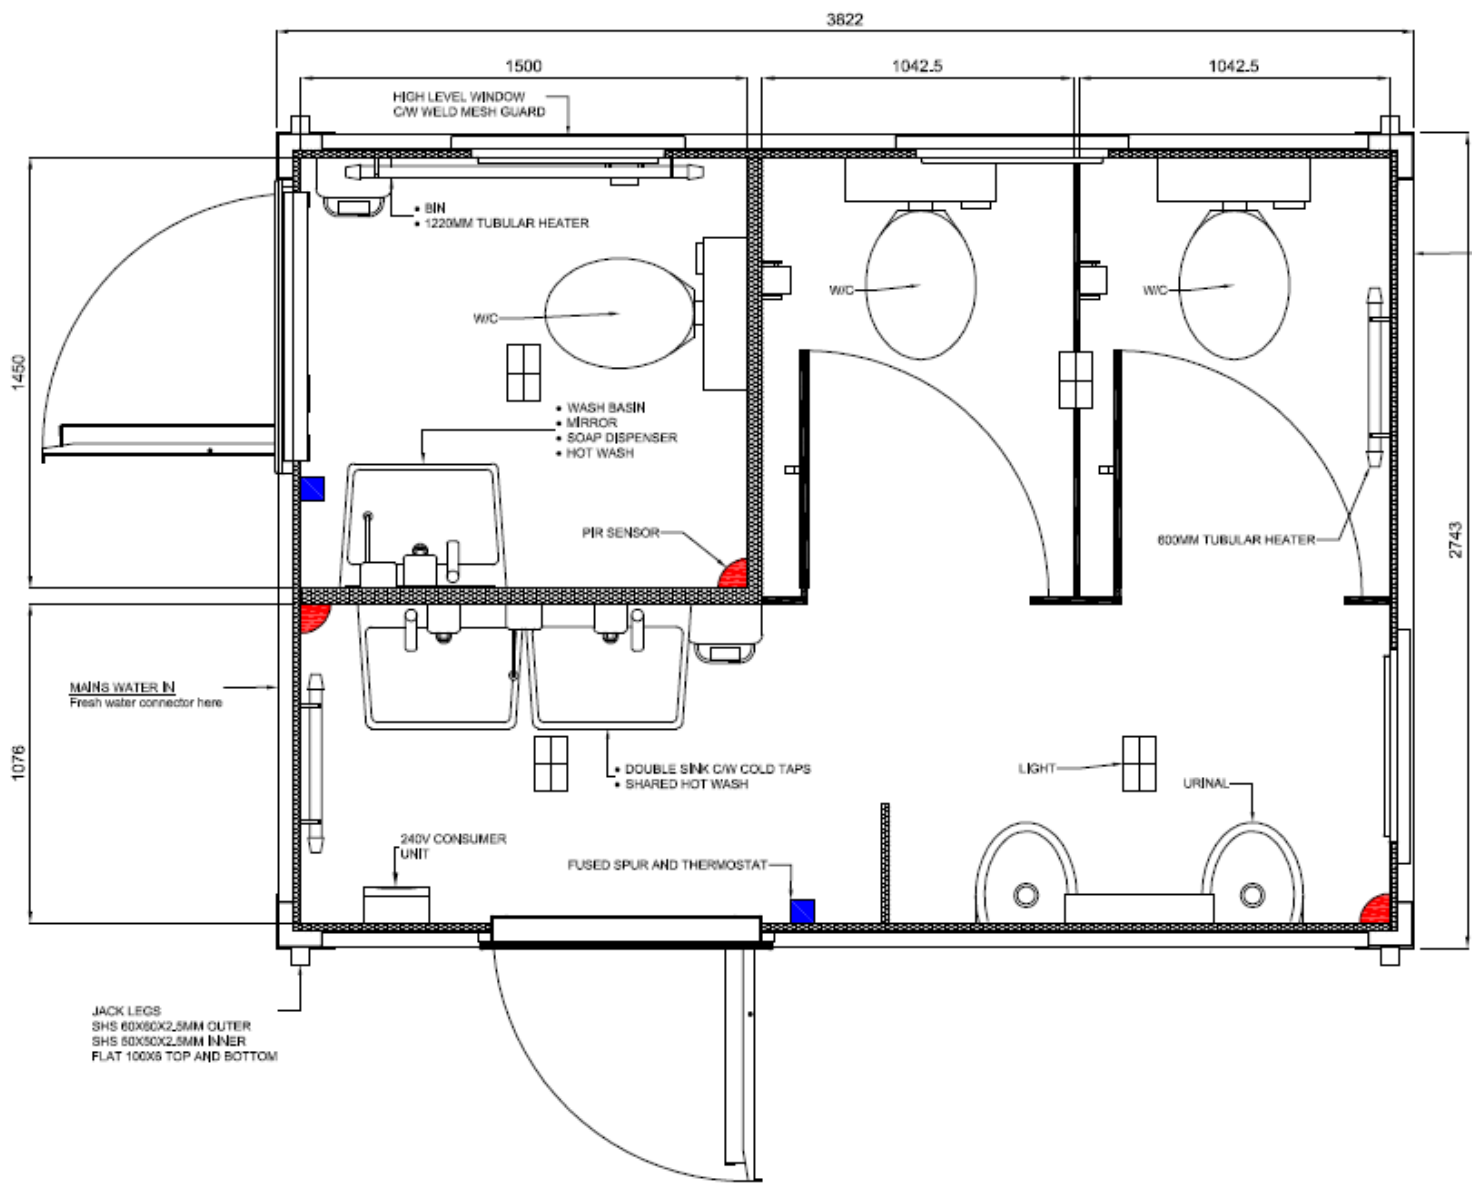 3822
1500
1042.5
1042.5
HIGH LEVEL WINDOW
C/W WELD MESH GUARD
• BIN
• 1220MM TUBULAR HEATER
W/C
W/C
W/C
1450
• WASH BASIN
• MIRROR
• SOAP DISPENSER
• HOT WASH
PIR SENSOR
600MM TUBULAR HEATER
2743
MAINS WATER IN
Fresh water connector here
1076
• DOUBLE SINK C/W COLD TAPS
• SHARED HOT WASH
LIGHT
URINAL
240V CONSUMER
UNIT
FUSED SPUR AND THERMOSTAT
JACK LEGS
SHS 60X60X2.5MM OUTER
SHS 50X50X2.5MM INNER
FLAT 100X6 TOP AND BOTTOM